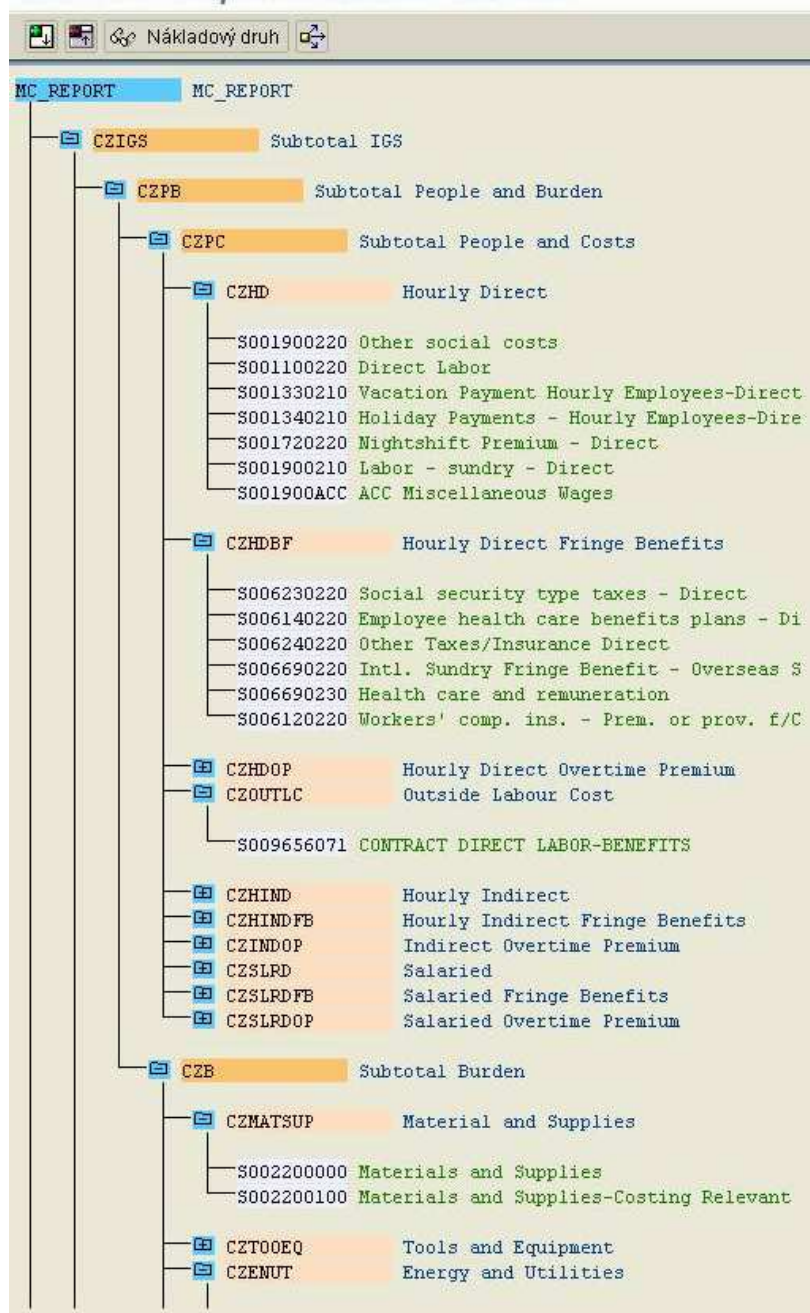 Nákladový druh
MC_REPORT MC_REPORT
CZIGS Subtotal IGS
CZPB Subtotal People and Burden
CZPC Subtotal People and Costs
CZHD Hourly Direct
S001900220 Other social costs
S001100220 Direct Labor
S001330210 Vacation Payment Hourly Employees-Direct
S001340210 Holiday Payments - Hourly Employees-Dire
S001720220 Nightshift Premium - Direct
S001900210 Labor - sundry - Direct
S001900ACC ACC Miscellaneous Wages
CZHDBF Hourly Direct Fringe Benefits
S006230220 Social security type taxes - Direct
S006140220 Employee health care benefits plans - Di
S006240220 Other Taxes/Insurance Direct
S006690220 Intl. Sundry Fringe Benefit - Overseas S
S006690230 Health care and remuneration
S006120220 Workers' comp. ins. - Prem. or prov. f/C
CZHDOP Hourly Direct Overtime Premium
CZOUTLC Outside Labour Cost
S009656071 CONTRACT DIRECT LABOR-BENEFITS
CZHIND Hourly Indirect
CZHINDFB Hourly Indirect Fringe Benefits
CZINDOP Indirect Overtime Premium
CZSLRD Salaried
CZSLRDFB Salaried Fringe Benefits
CZSLRDOP Salaried Overtime Premium
CZB Subtotal Burden
CZMATSUP Material and Supplies
S002200000 Materials and Supplies
S002200100 Materials and Supplies-Costing Relevant
CZTOOEQ Tools and Equipment
CZENUT Energy and Utilities